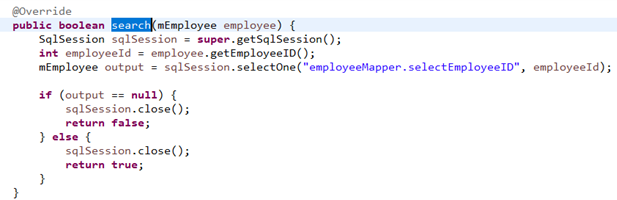 @Override
public boolean search(mEmployee employee) {
    SqlSession sqlSession = super.getSqlSession();
    int employeeId = employee.getEmployeeID();
    mEmployee output = sqlSession.selectOne("employeeMapper.selectEmployeeID", employeeId);

    if (output == null) {
        sqlSession.close();
        return false;
    } else {
        sqlSession.close();
        return true;
    }
}